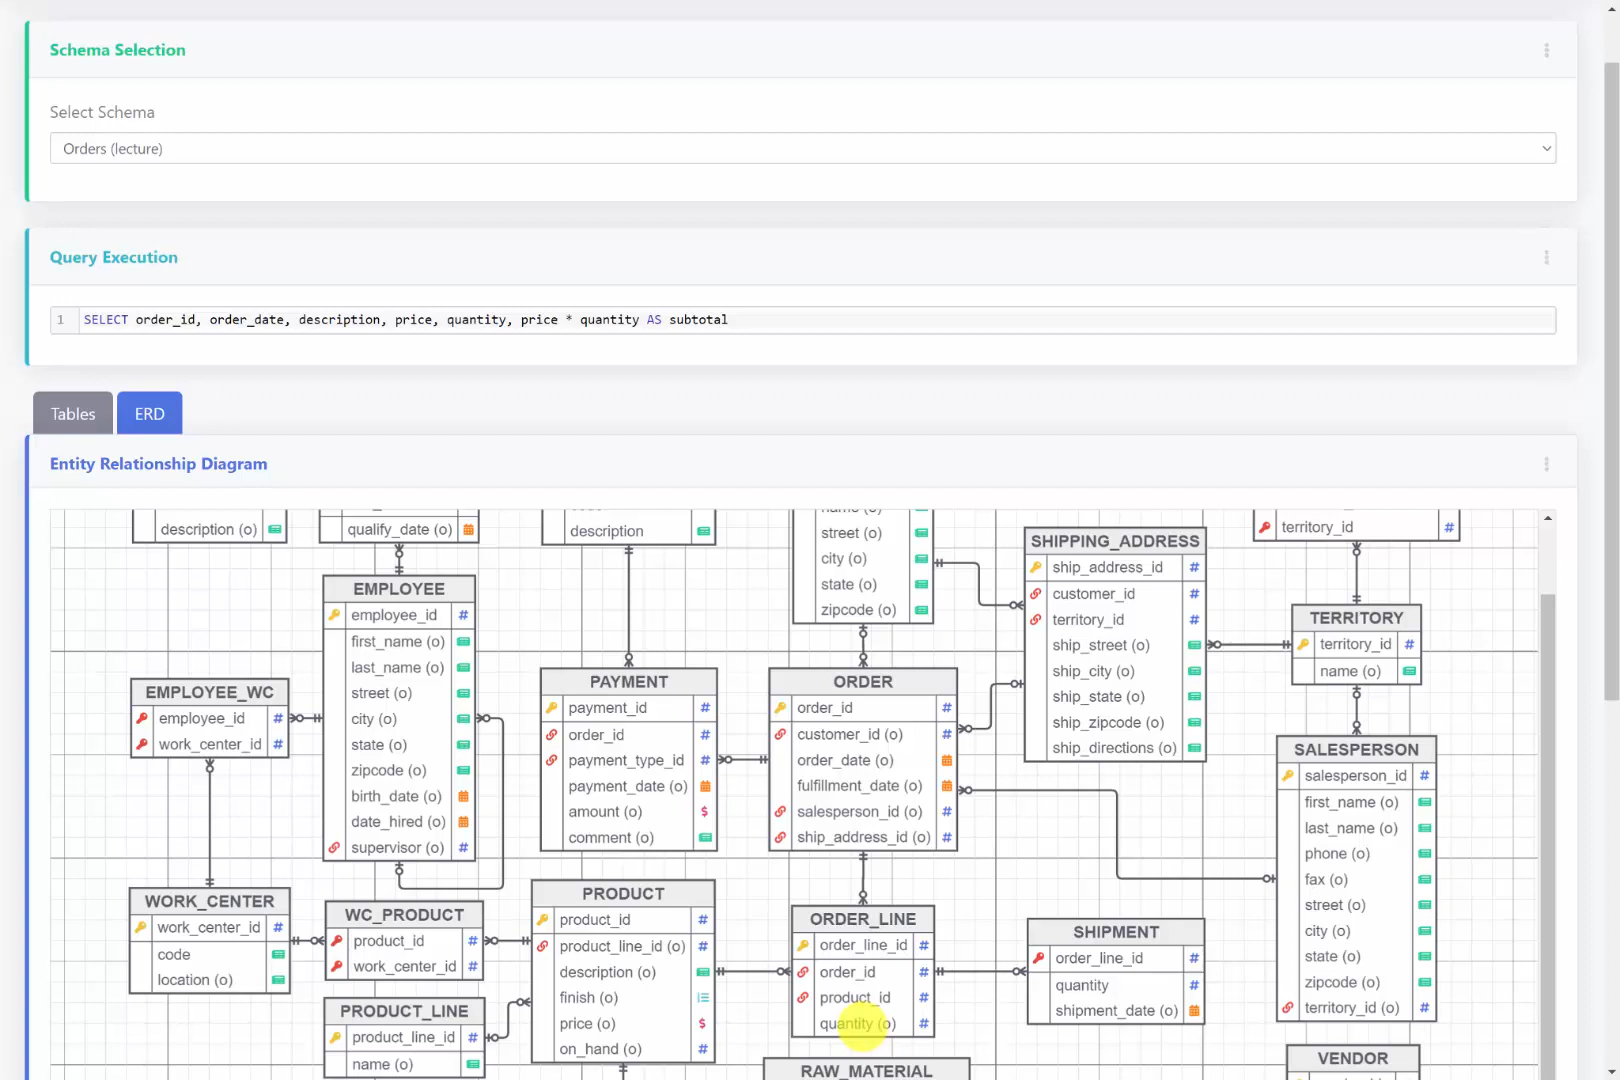 Schema Selection
Select Schema
Orders (lecture)
Query Execution
1 SELECT order_id, order_date, description, price, quantity, price * quantity AS subtotal
Tables ERD
Entity Relationship Diagram
description (o)
qualify_date (o)
description
street (o)
city (o)
state (o)
zipcode (o)
SHIPPING_ADDRESS
ship_address_id #
customer_id #
territory_id #
ship_street (o)
ship_city (o)
ship_state (o)
ship_zipcode (o)
ship_directions (o)
territory_id #
TERRITORY
territory_id #
name (o)
EMPLOYEE
employee_id #
first_name (o)
last_name (o)
street (o)
city (o)
state (o)
zipcode (o)
birth_date (o)
date_hired (o)
supervisor (o) #
EMPLOYEE_WC
employee_id #
work_center_id #
PAYMENT
payment_id #
order_id #
payment_type_id #
payment_date (o)
amount (o) $
comment (o)
ORDER
order_id #
customer_id (o) #
order_date (o)
fulfillment_date (o)
salesperson_id (o) #
ship_address_id (o) #
SALESPERSON
salesperson_id #
first_name (o)
last_name (o)
phone (o)
fax (o)
street (o)
city (o)
state (o)
zipcode (o)
territory_id (o) #
WORK_CENTER
work_center_id #
code
location (o)
WC_PRODUCT
product_id #
work_center_id #
PRODUCT
product_id #
product_line_id (o) #
description (o)
finish (o)
price (o) $
on_hand (o) #
ORDER_LINE
order_line_id #
order_id #
product_id #
quantity (o) #
SHIPMENT
order_line_id #
quantity #
shipment_date (o)
PRODUCT_LINE
product_line_id #
name (o)
RAW_MATERIAL
VENDOR